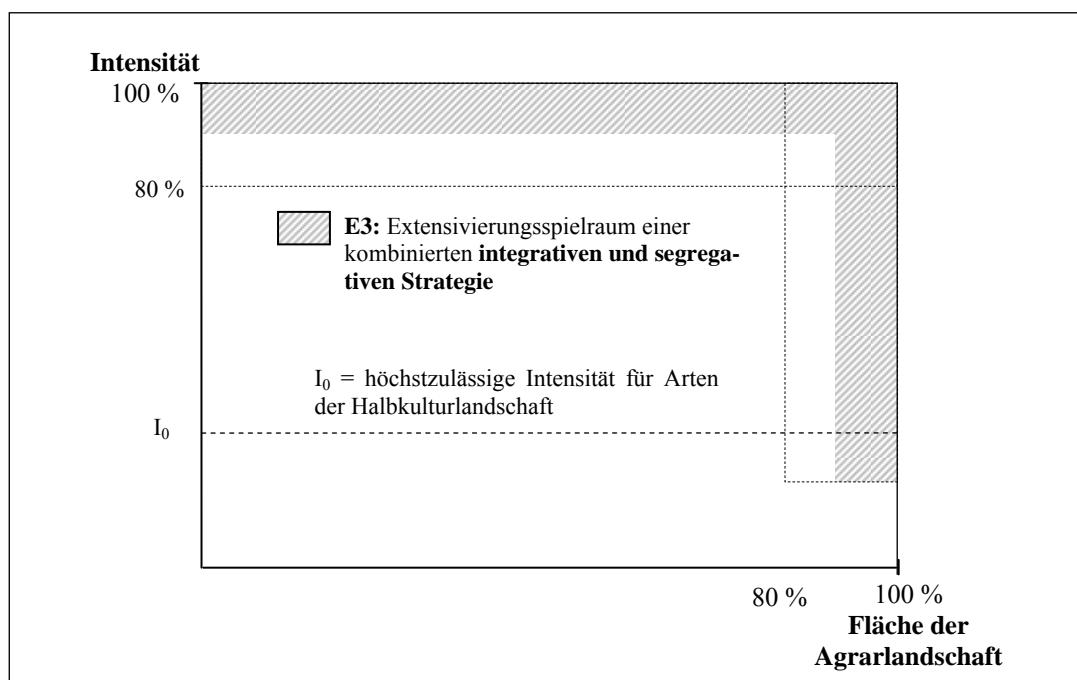 Intensität
100 %
80 %
E3: Extensivierungsspielraum einer
kombinierten integrativen und segrega-
tiven Strategie
I₀ = höchstzulässige Intensität für Arten
der Halbkulturlandschaft
I₀
80 %
100 %
Fläche der
Agrarlandschaft